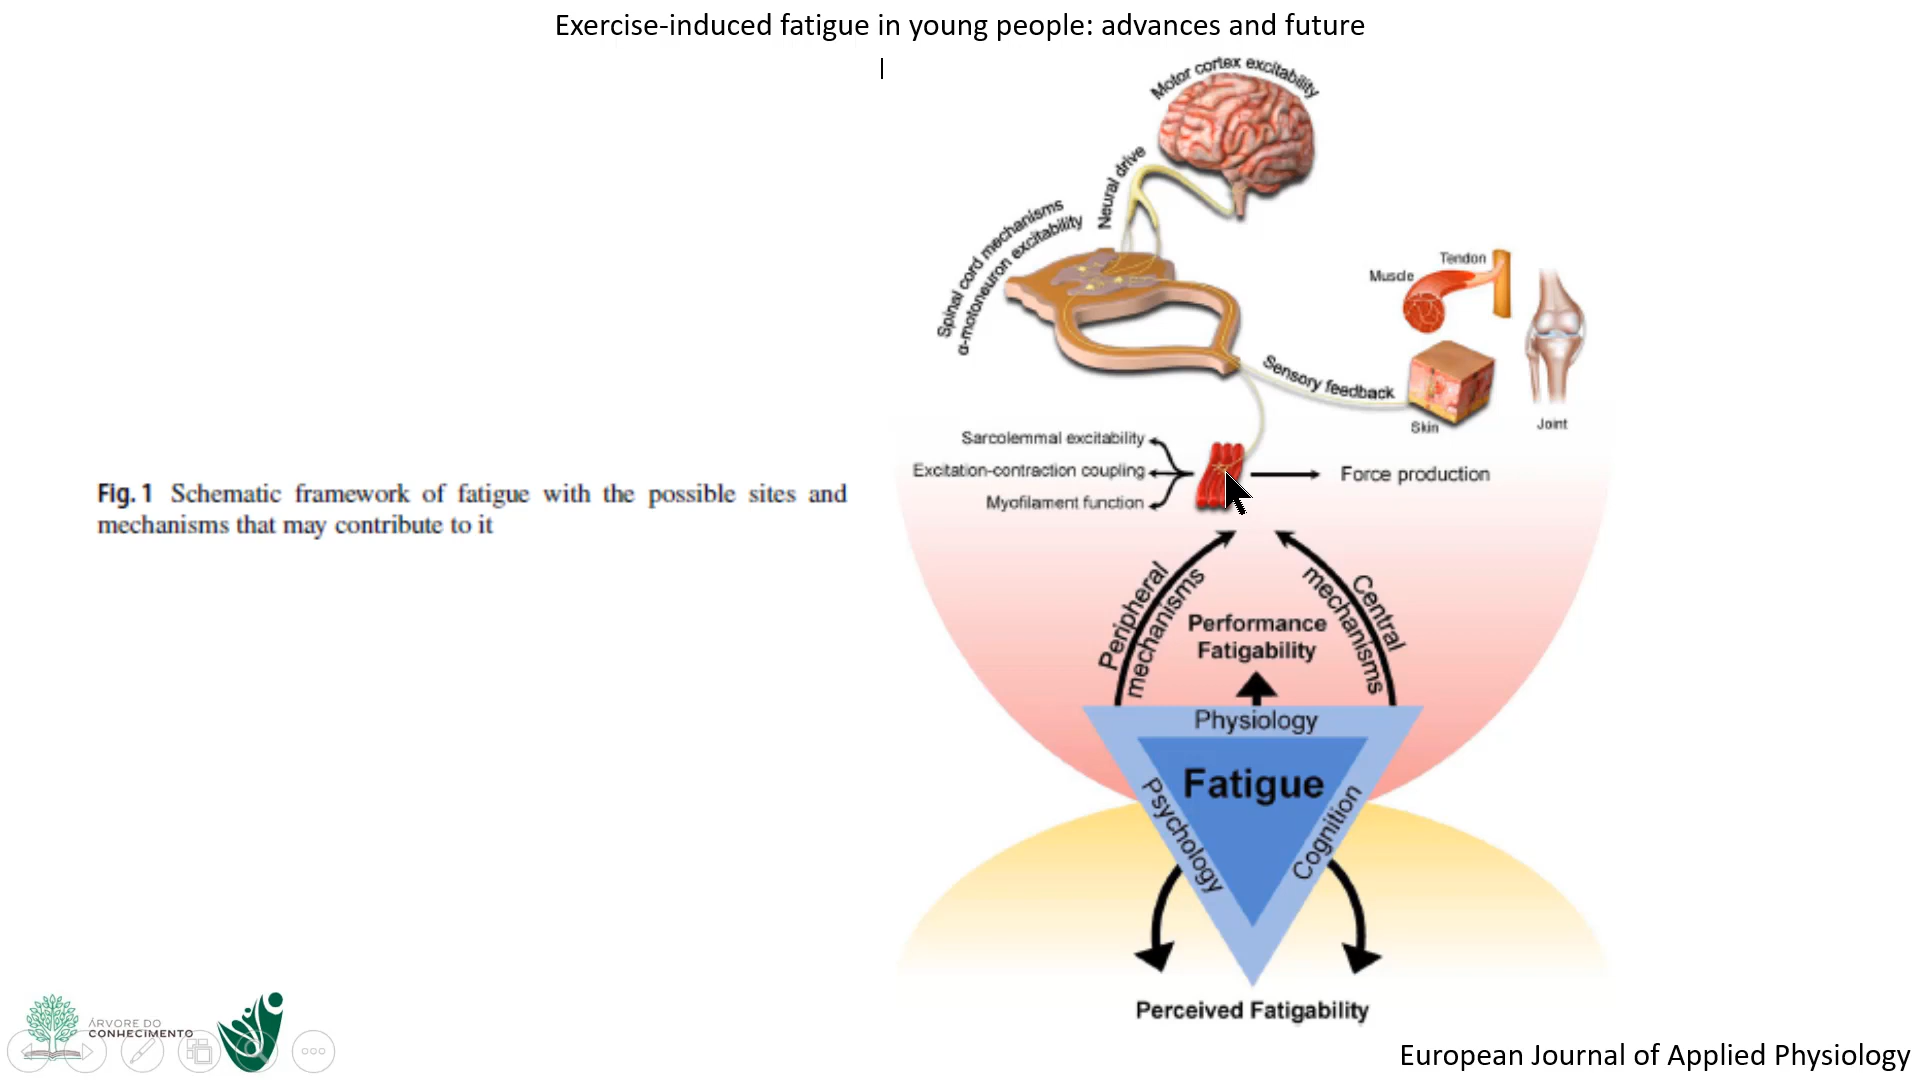 Exercise-induced fatigue in young people: advances and future
Motor cortex excitability
Neural drive
Spinal cord mechanisms
α-motoneuron excitability
Tendon
Muscle
Sensory feedback
Skin
Joint
Sarcolemmal excitability
Excitation-contraction coupling
Myofilament function
Force production
Fig. 1 Schematic framework of fatigue with the possible sites and
mechanisms that may contribute to it
Peripheral
mechanisms
Central
mechanisms
Performance
Fatigability
Physiology
Fatigue
Psychology
Cognition
Perceived Fatigability
ÁRVORE DO
CONHECIMENTO
European Journal of Applied Physiology